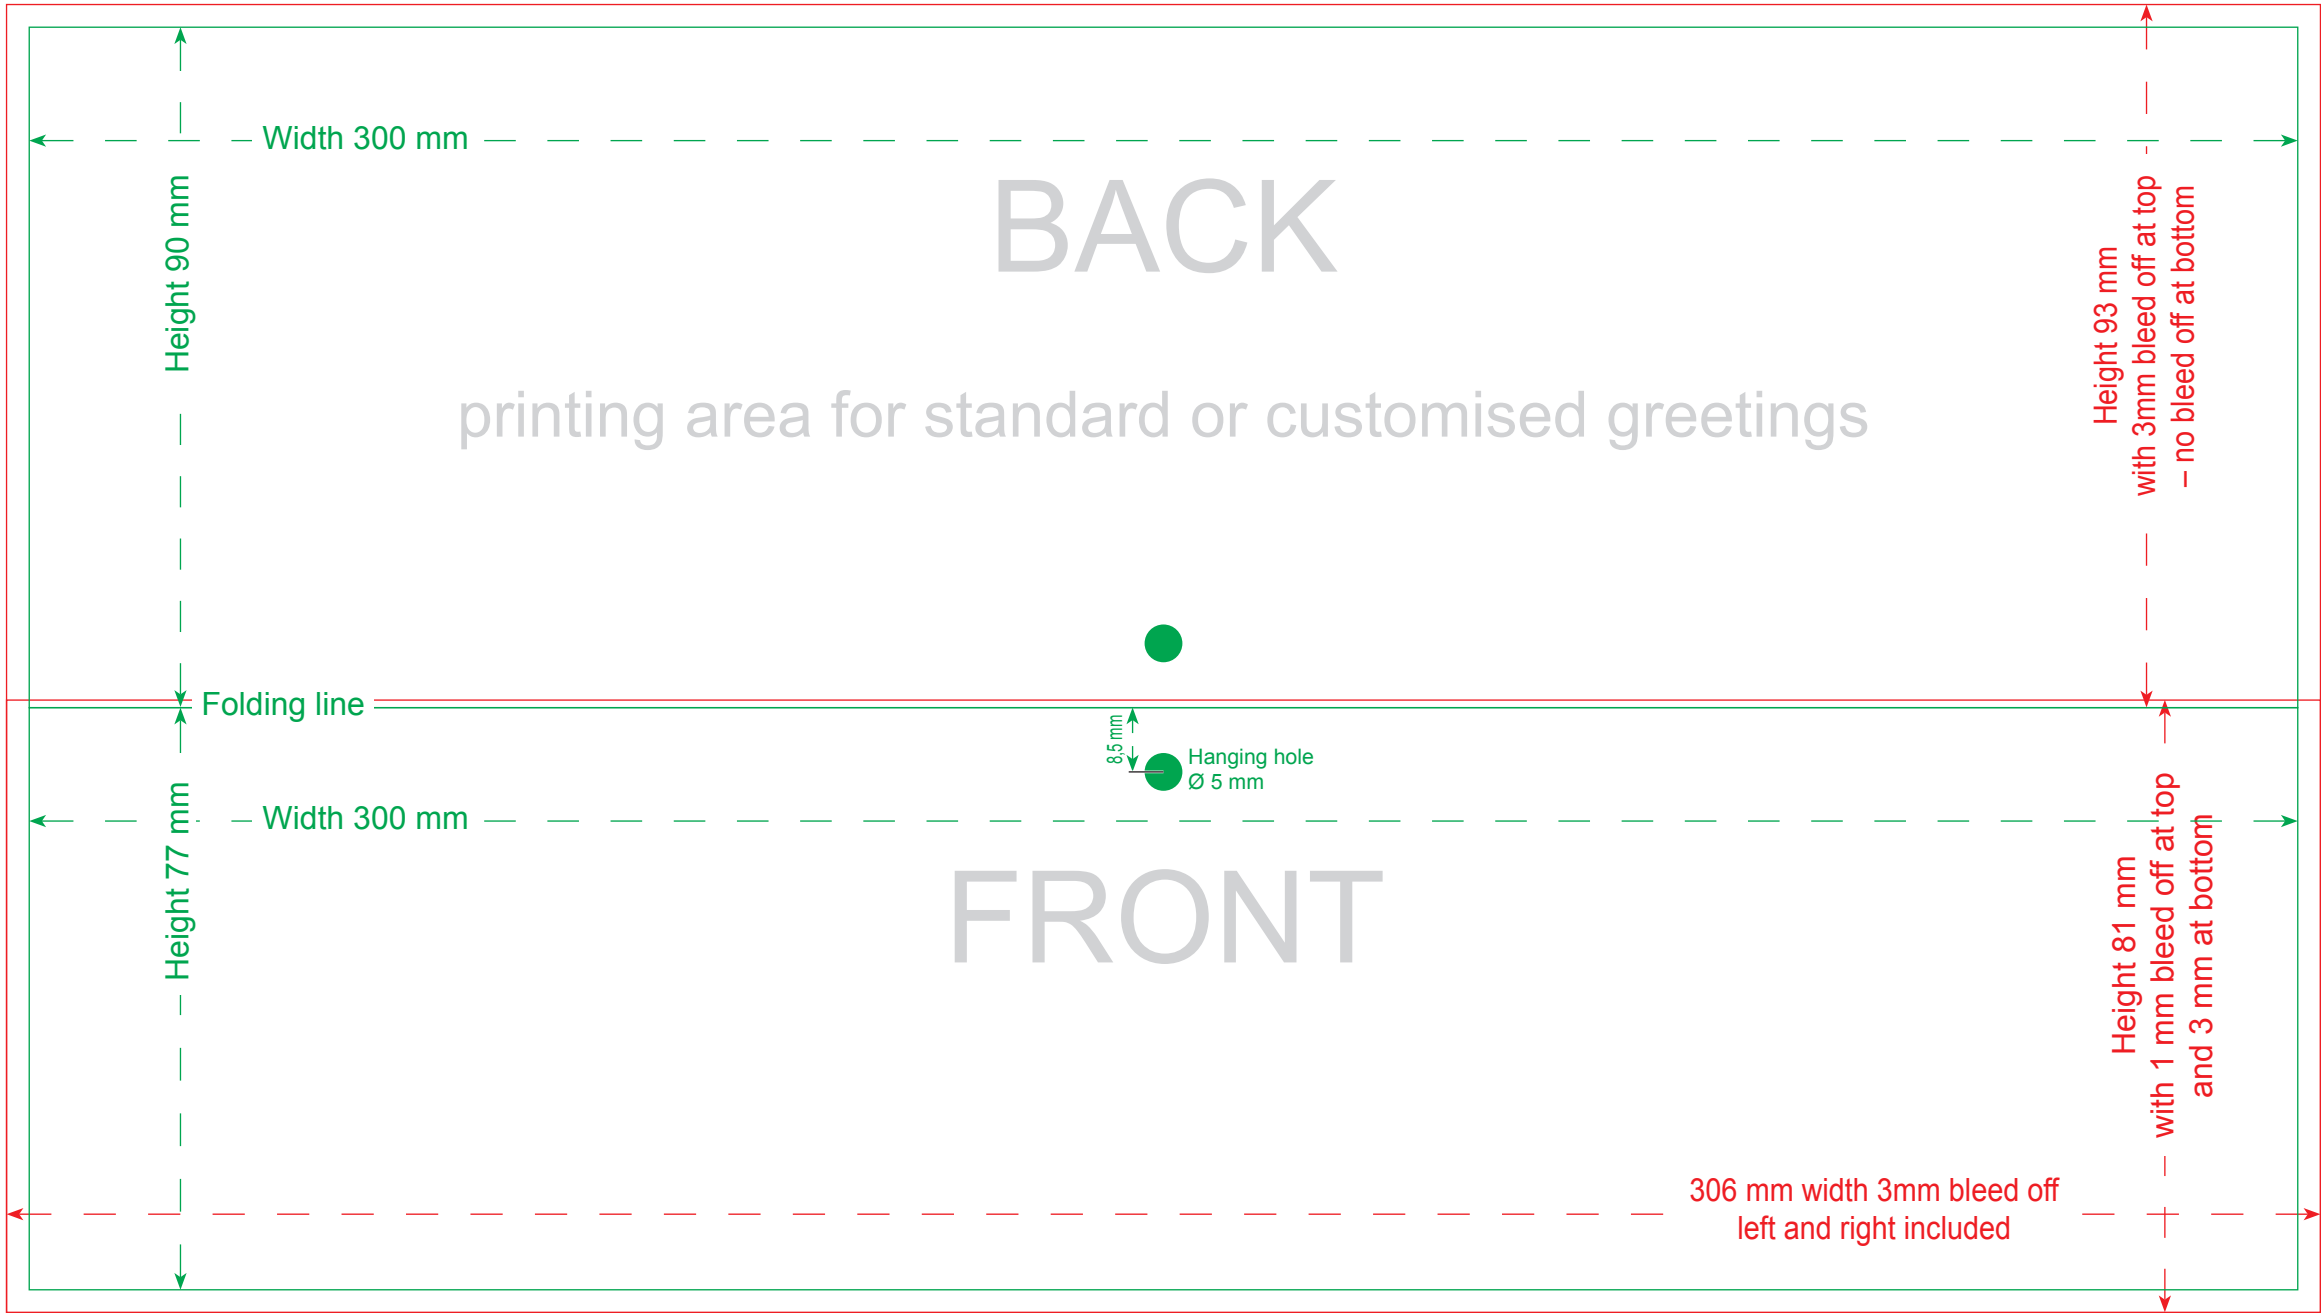 Width 300 mm
BACK
Height 90 mm
Height 93 mm
with 3mm bleed off at top
– no bleed off at bottom
printing area for standard or customised greetings
Folding line
8,5 mm
Hanging hole
Ø 5 mm
Width 300 mm
Height 77 mm
FRONT
Height 81 mm
with 1 mm bleed off at top
and 3 mm at bottom
306 mm width 3mm bleed off
left and right included